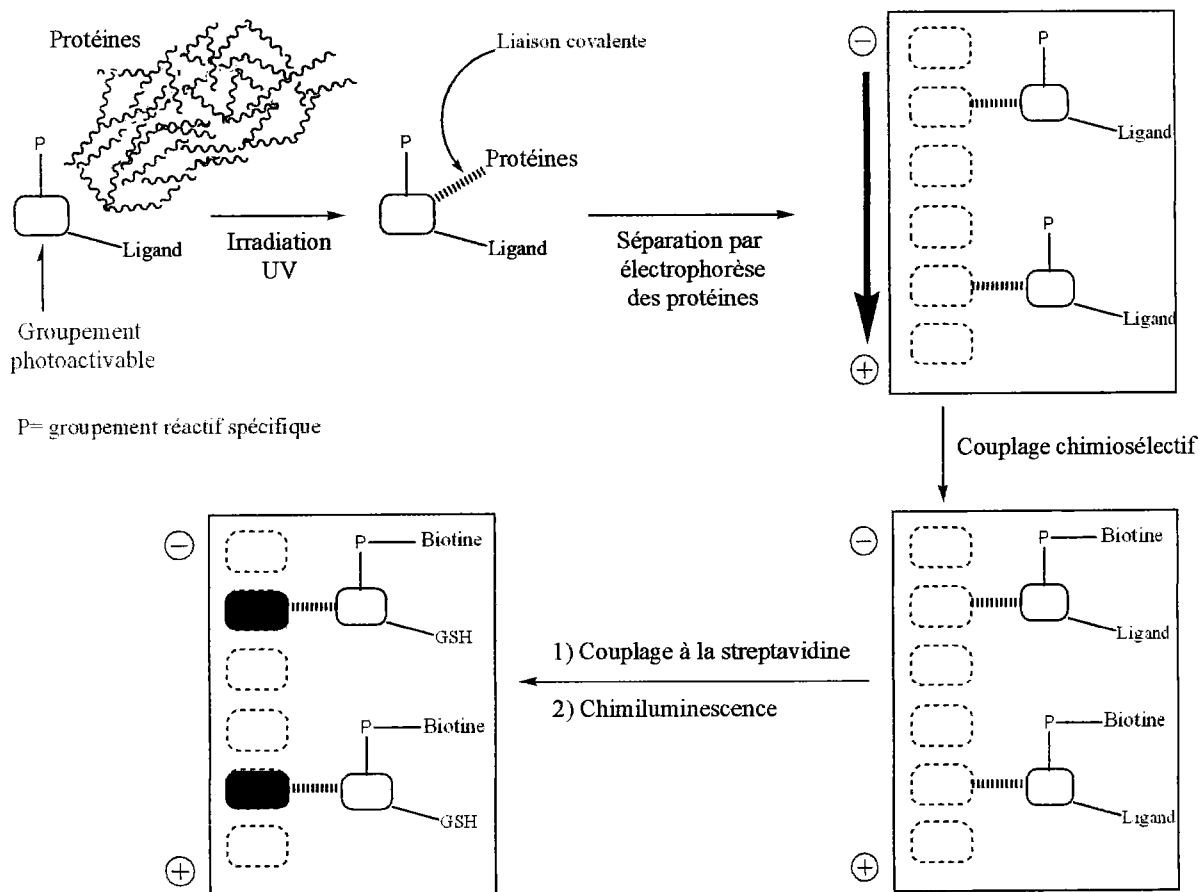 Protéines
P
Ligand
Groupement
photoactivable
P= groupement réactif spécifique
Irradiation
UV
Liaison covalente
P
Protéines
Ligand
Séparation par
électrophorèse
des protéines
−
P
Ligand
P
Ligand
+
Couplage chimiosélectif
−
P Biotine
Ligand
P Biotine
Ligand
+
1) Couplage à la streptavidine
2) Chimiluminescence
−
P Biotine
GSH
P Biotine
GSH
+